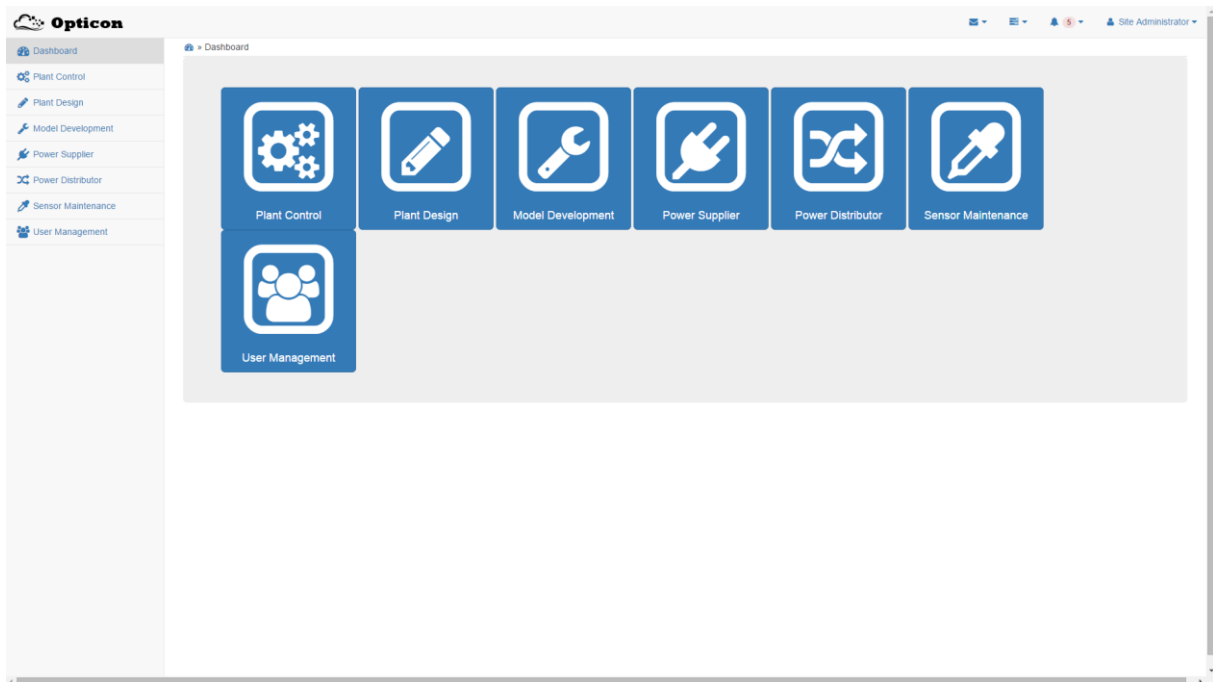 Opticon
5
Site Administrator
Dashboard
Plant Control
Plant Design
Model Development
Power Supplier
Power Distributor
Sensor Maintenance
User Management
» Dashboard
Plant Control
Plant Design
Model Development
Power Supplier
Power Distributor
Sensor Maintenance
User Management